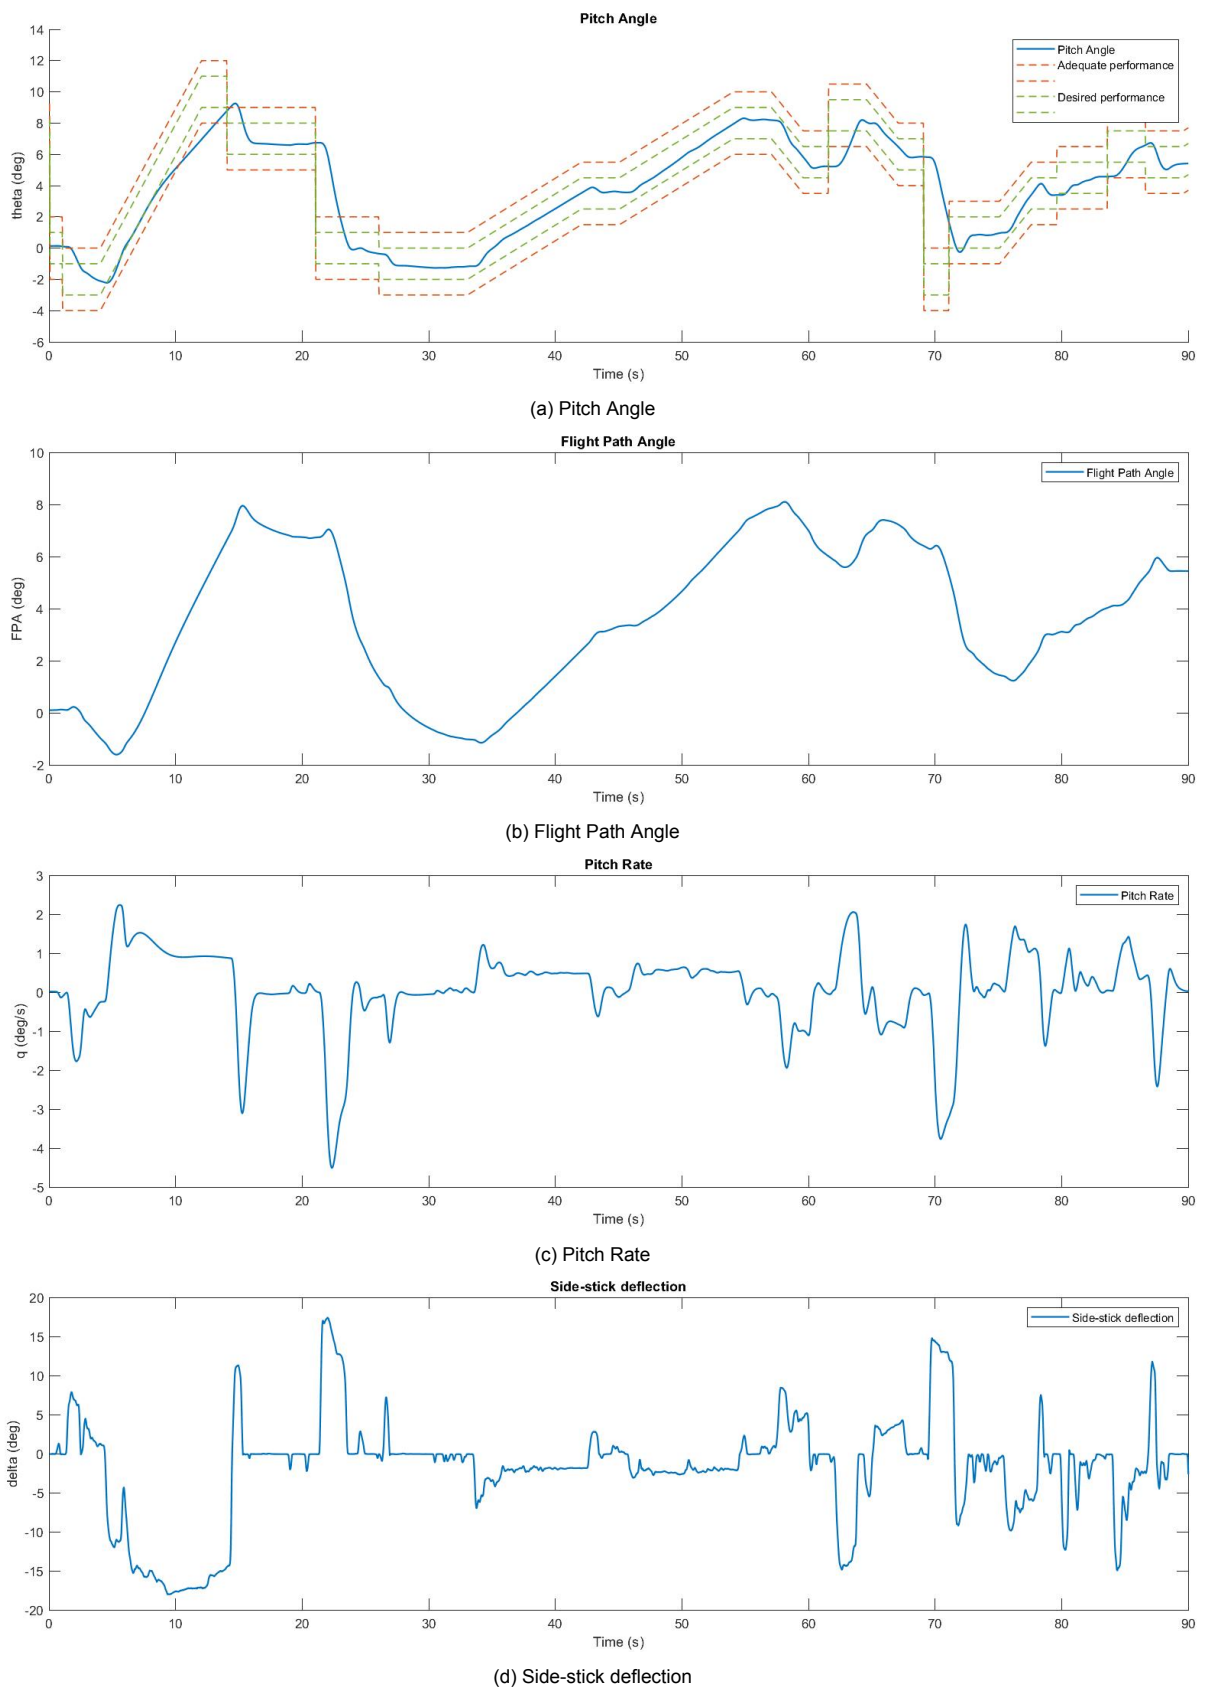 Pitch Angle
14
12
10
8
6
4
2
0
-2
-4
-6
theta (deg)
Pitch Angle
Adequate performance
Desired performance
0 10 20 30 40 50 60 70 80 90
Time (s)
(a) Pitch Angle
Flight Path Angle
10
8
6
4
2
0
-2
FPA (deg)
Flight Path Angle
0 10 20 30 40 50 60 70 80 90
Time (s)
(b) Flight Path Angle
Pitch Rate
3
2
1
0
-1
-2
-3
-4
-5
q (deg/s)
Pitch Rate
0 10 20 30 40 50 60 70 80 90
Time (s)
(c) Pitch Rate
Side-stick deflection
20
15
10
5
0
-5
-10
-15
-20
delta (deg)
Side-stick deflection
0 10 20 30 40 50 60 70 80 90
Time (s)
(d) Side-stick deflection